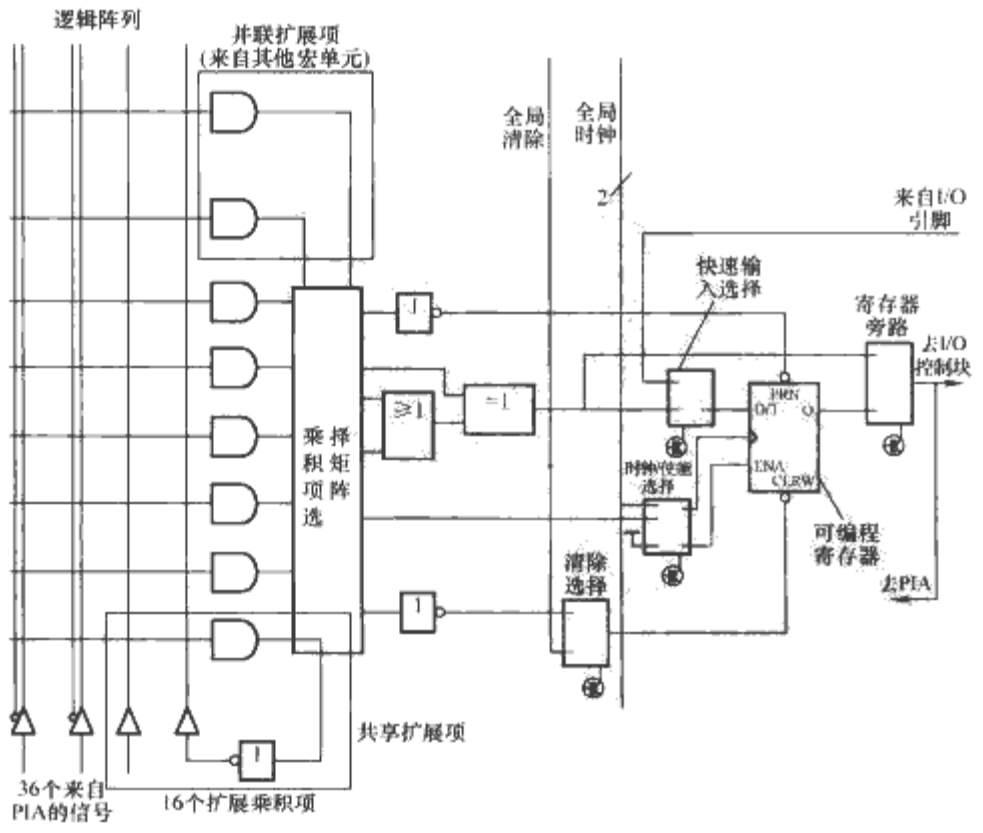 逻辑阵列
并联扩展项
(来自其他宏单元)
全局
清除
全局
时钟
2
来自I/O
引脚
快速输
入选择
寄存器
旁路
去I/O
控制块
1
≥1
=1
PRN
D/T Q
ENA
CLRN
乘积项选
择矩阵
时钟/使能
选择
可编程
寄存器
清除
选择
1
去PIA
共享扩展项
1
36个来自
PIA的信号
16个扩展乘积项